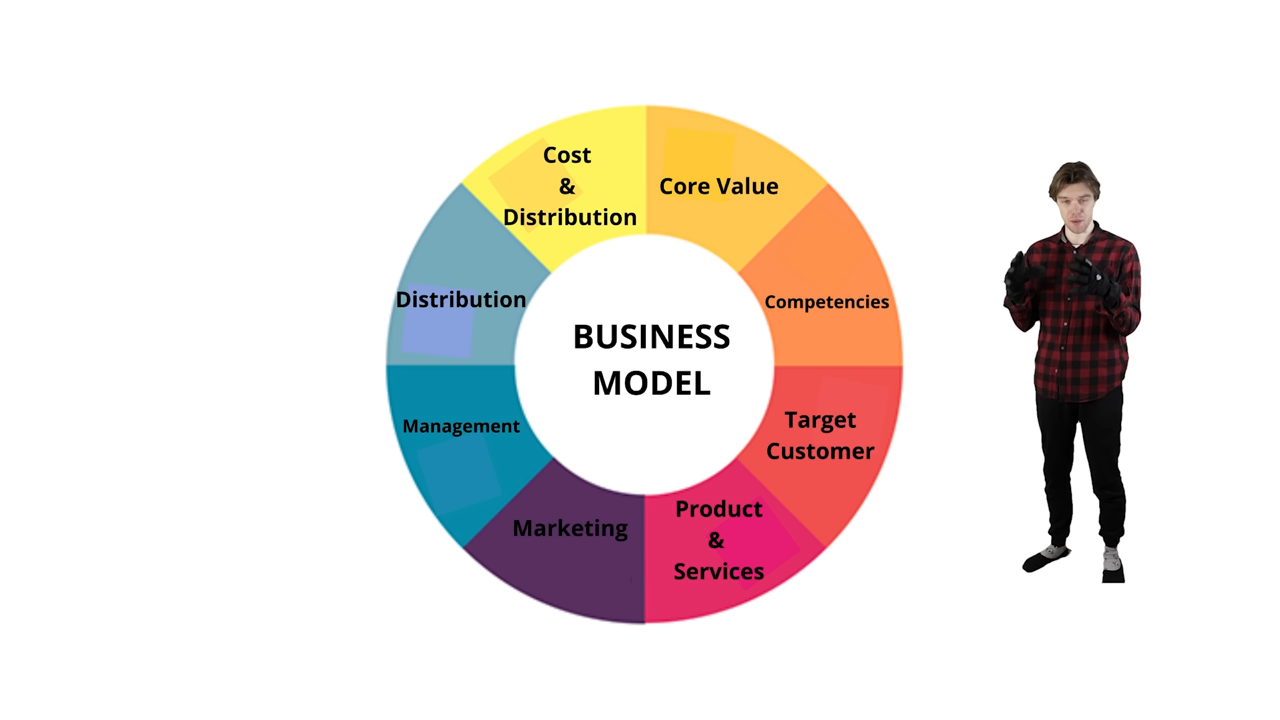 Cost
&
Distribution
Core Value
Distribution
Competencies
BUSINESS
MODEL
Management
Target
Customer
Marketing
Product
&
Services